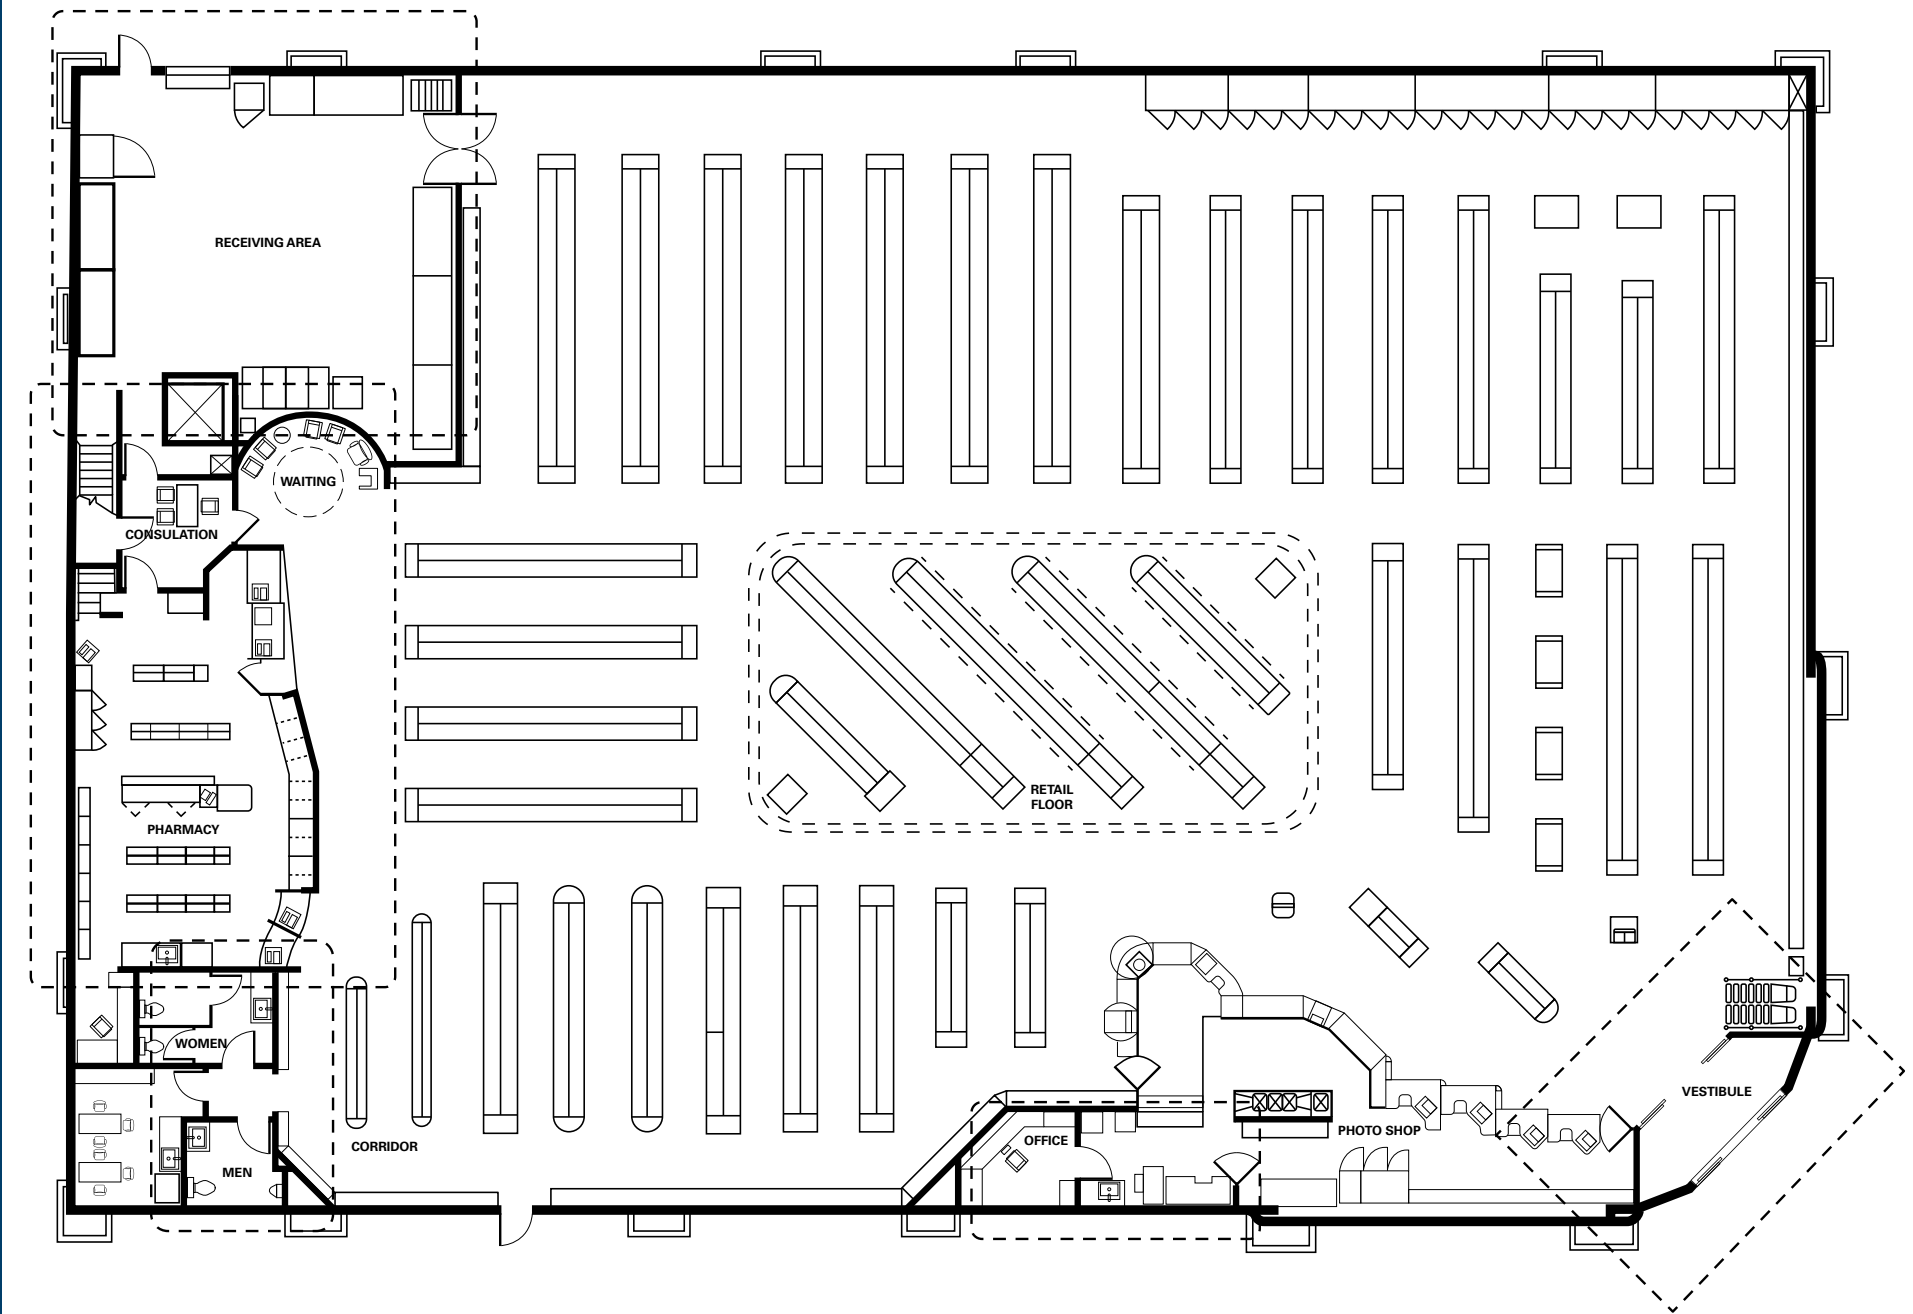 RECEIVING AREA
WAITING
CONSULATION
RETAIL
FLOOR
PHARMACY
WOMEN
VESTIBULE
OFFICE
PHOTO SHOP
CORRIDOR
MEN